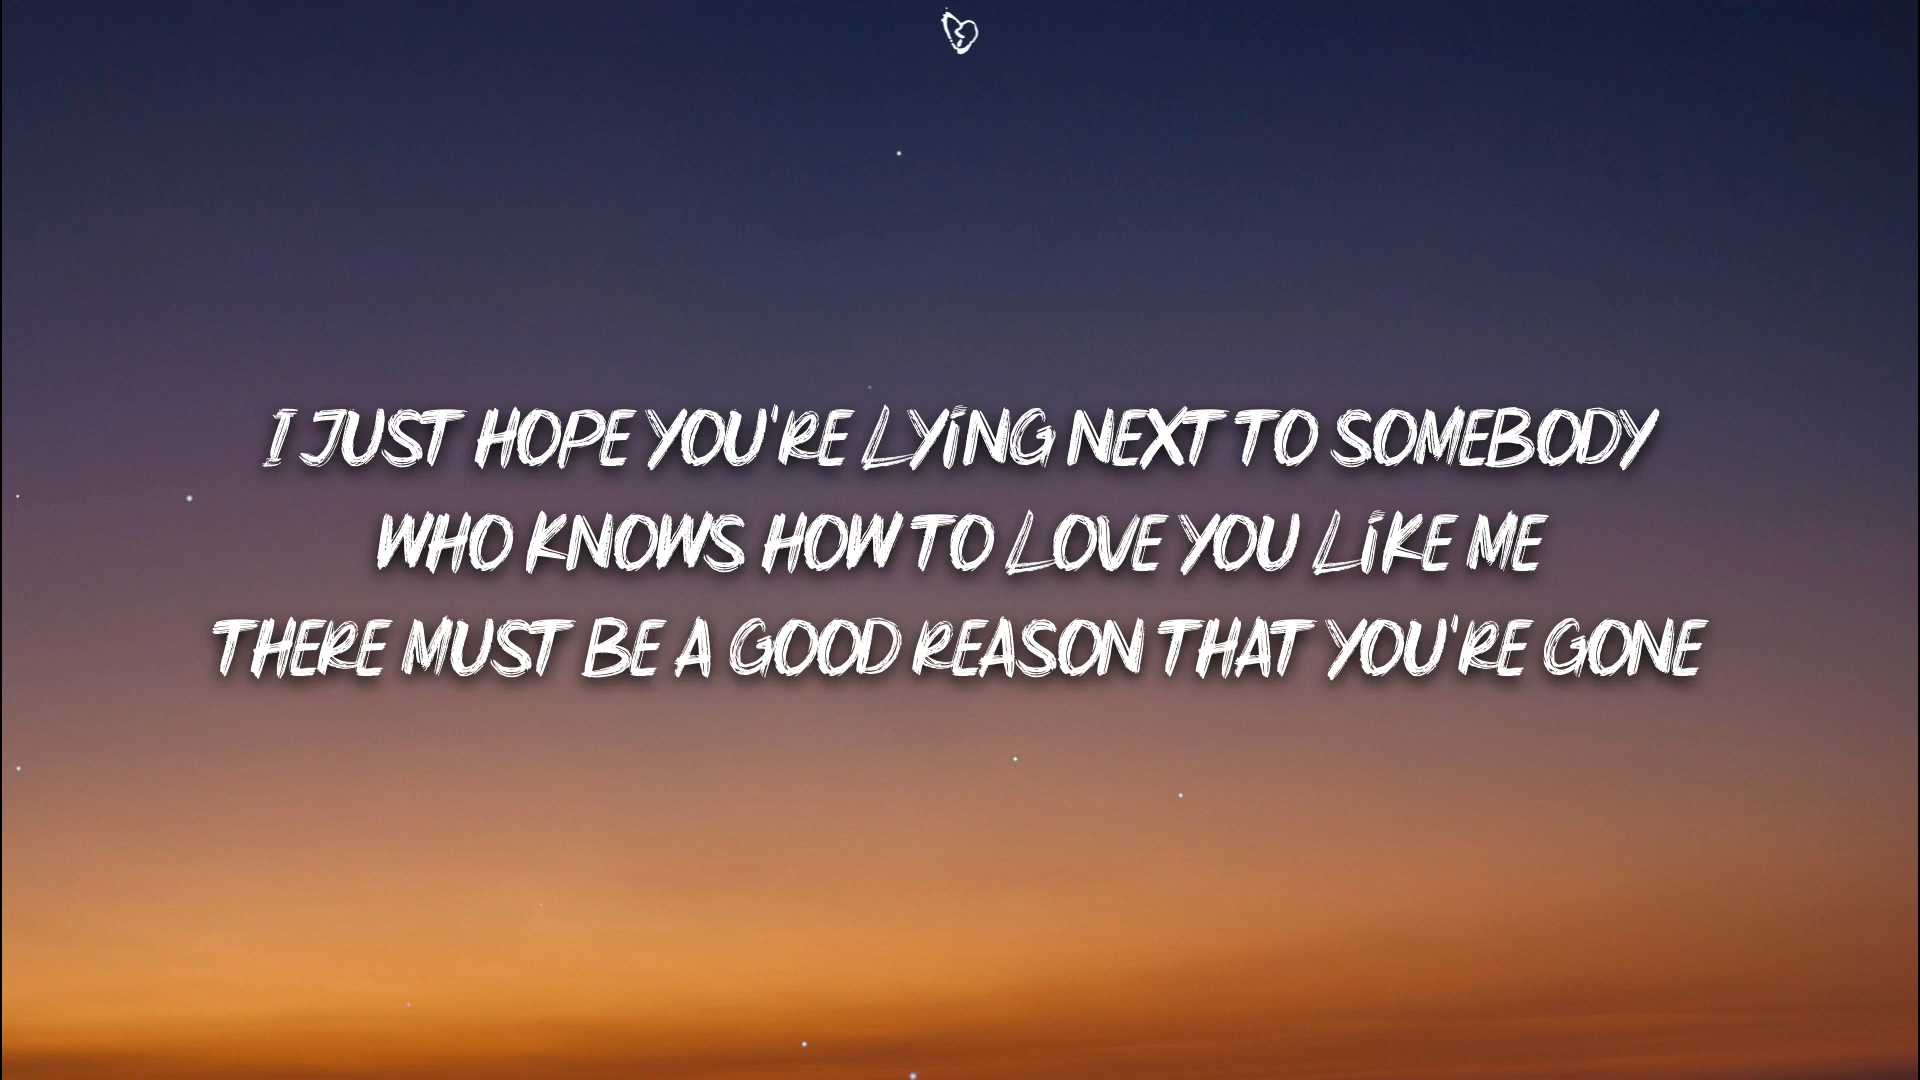 I JUST HOPE YOU'RE LYING NEXT TO SOMEBODY
WHO KNOWS HOW TO LOVE YOU LIKE ME
THERE MUST BE A GOOD REASON THAT YOU'RE GONE